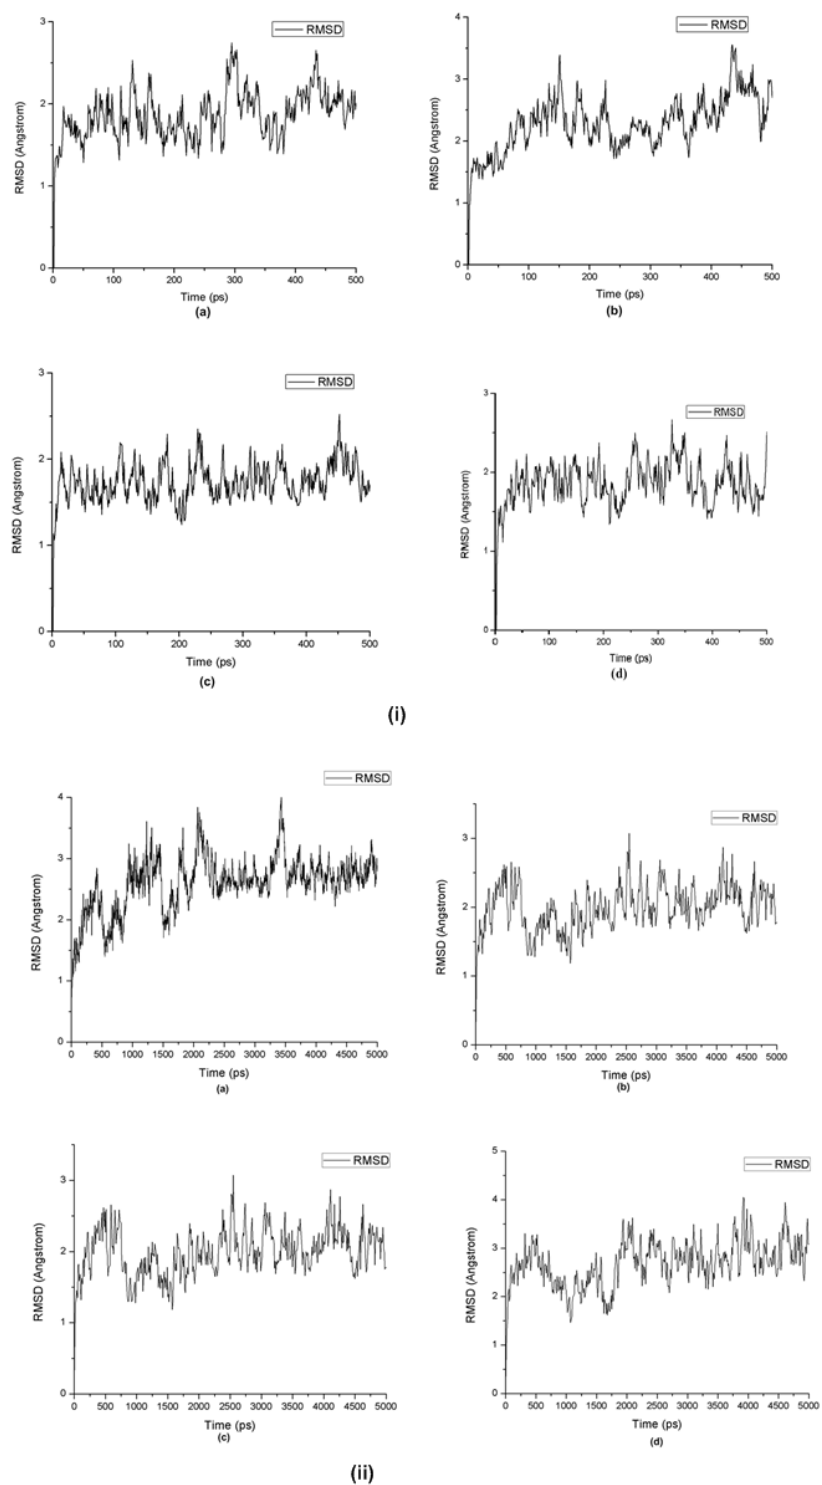 RMSD
3
2
1
0
RMSD (Angstrom)
0 100 200 300 400 500
Time (ps)
(a)
RMSD
4
3
2
1
0
RMSD (Angstrom)
0 100 200 300 400 500
Time (ps)
(b)
RMSD
3
2
1
0
RMSD (Angstrom)
0 100 200 300 400 500
Time (ps)
(c)
RMSD
3
2
1
0
RMSD (Angstrom)
0 100 200 300 400 500
Time (ps)
(d)
(i)
RMSD
4
3
2
1
0
RMSD (Angstrom)
0 500 1000 1500 2000 2500 3000 3500 4000 4500 5000
Time (ps)
(a)
RMSD
3
2
1
0
RMSD (Angstrom)
0 500 1000 1500 2000 2500 3000 3500 4000 4500 5000
Time (ps)
(b)
RMSD
3
2
1
0
RMSD (Angstrom)
0 500 1000 1500 2000 2500 3000 3500 4000 4500 5000
Time (ps)
(c)
RMSD
5
4
3
2
1
0
RMSD (Angstrom)
0 500 1000 1500 2000 2500 3000 3500 4000 4500 5000
Time (ps)
(d)
(ii)